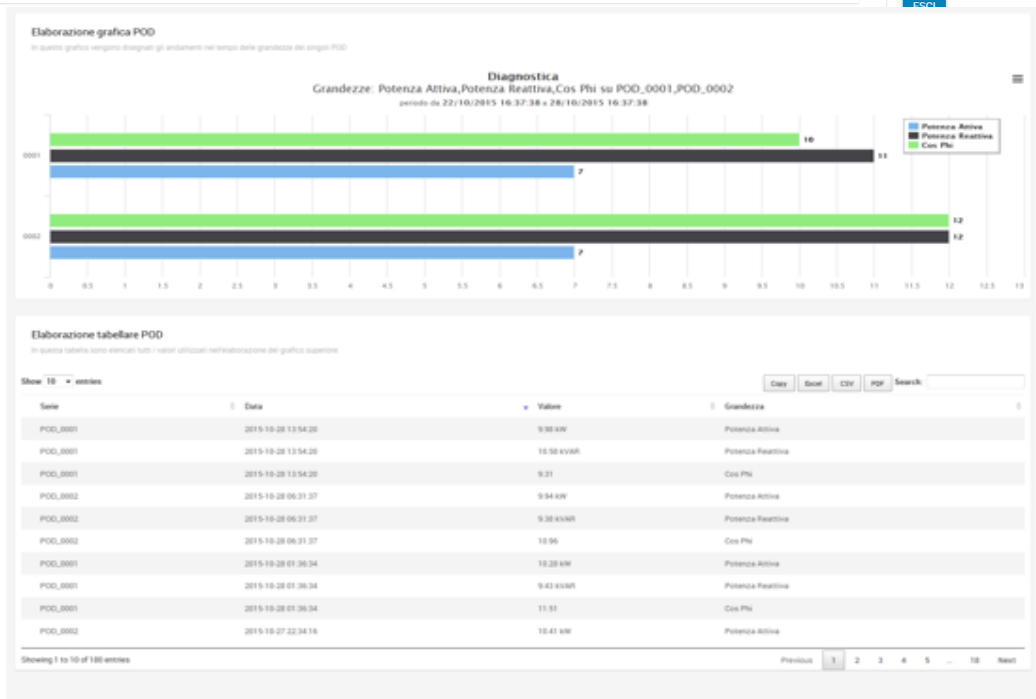 ESCI
Elaborazione grafica POD
In questo grafico vengono disegnati gli andamenti nel tempo delle grandezze dei singoli POD
Diagnostica
Grandezze: Potenza Attiva,Potenza Reattiva,Cos Phi su POD_0001,POD_0002
periodo da 22/10/2015 16:37:38 a 28/10/2015 16:37:38
Potenza Attiva
Potenza Reattiva
Cos Phi
0001
10
11
7
0002
12
12
7
0 0.5 1 1.5 2 2.5 3 3.5 4 4.5 5 5.5 6 6.5 7 7.5 8 8.5 9 9.5 10 10.5 11 11.5 12 12.5 13
Elaborazione tabellare POD
In questa tabella sono elencati tutti i valori utilizzati nell'elaborazione del grafico superiore
Show 10 entries Copy Excel CSV PDF Search:
Serie Data Valore Grandezza
POD_0001 2015-10-28 13:54:20 9.98 kW Potenza Attiva
POD_0001 2015-10-28 13:54:20 10.50 kVAR Potenza Reattiva
POD_0001 2015-10-28 13:54:20 9.31 Cos Phi
POD_0002 2015-10-28 06:31:37 9.94 kW Potenza Attiva
POD_0002 2015-10-28 06:31:37 9.38 kVAR Potenza Reattiva
POD_0002 2015-10-28 06:31:37 10.96 Cos Phi
POD_0001 2015-10-28 01:36:34 10.28 kW Potenza Attiva
POD_0001 2015-10-28 01:36:34 9.43 kVAR Potenza Reattiva
POD_0001 2015-10-28 01:36:34 11.51 Cos Phi
POD_0002 2015-10-27 22:34:16 10.41 kW Potenza Attiva
Showing 1 to 10 of 180 entries Previous 1 2 3 4 5 … 18 Next